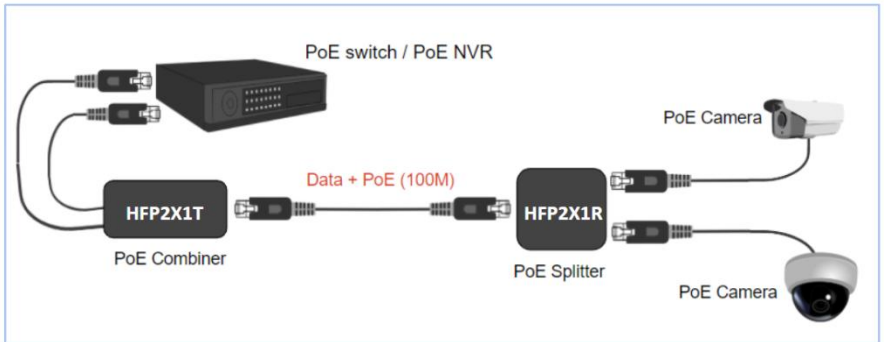 PoE switch / PoE NVR
PoE Camera
Data + PoE (100M)
HFP2X1T
HFP2X1R
PoE Combiner
PoE Splitter
PoE Camera